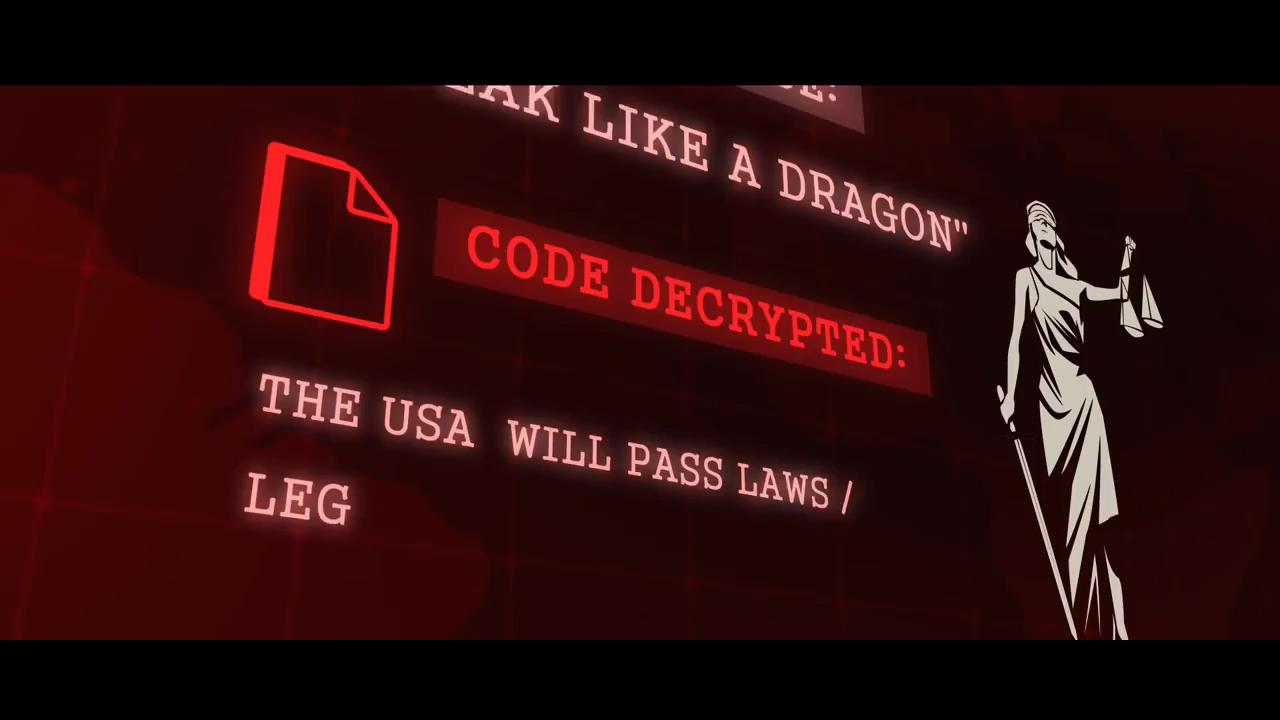 LIKE A DRAGON"
CODE DECRYPTED:
THE USA WILL PASS LAWS /
LEG